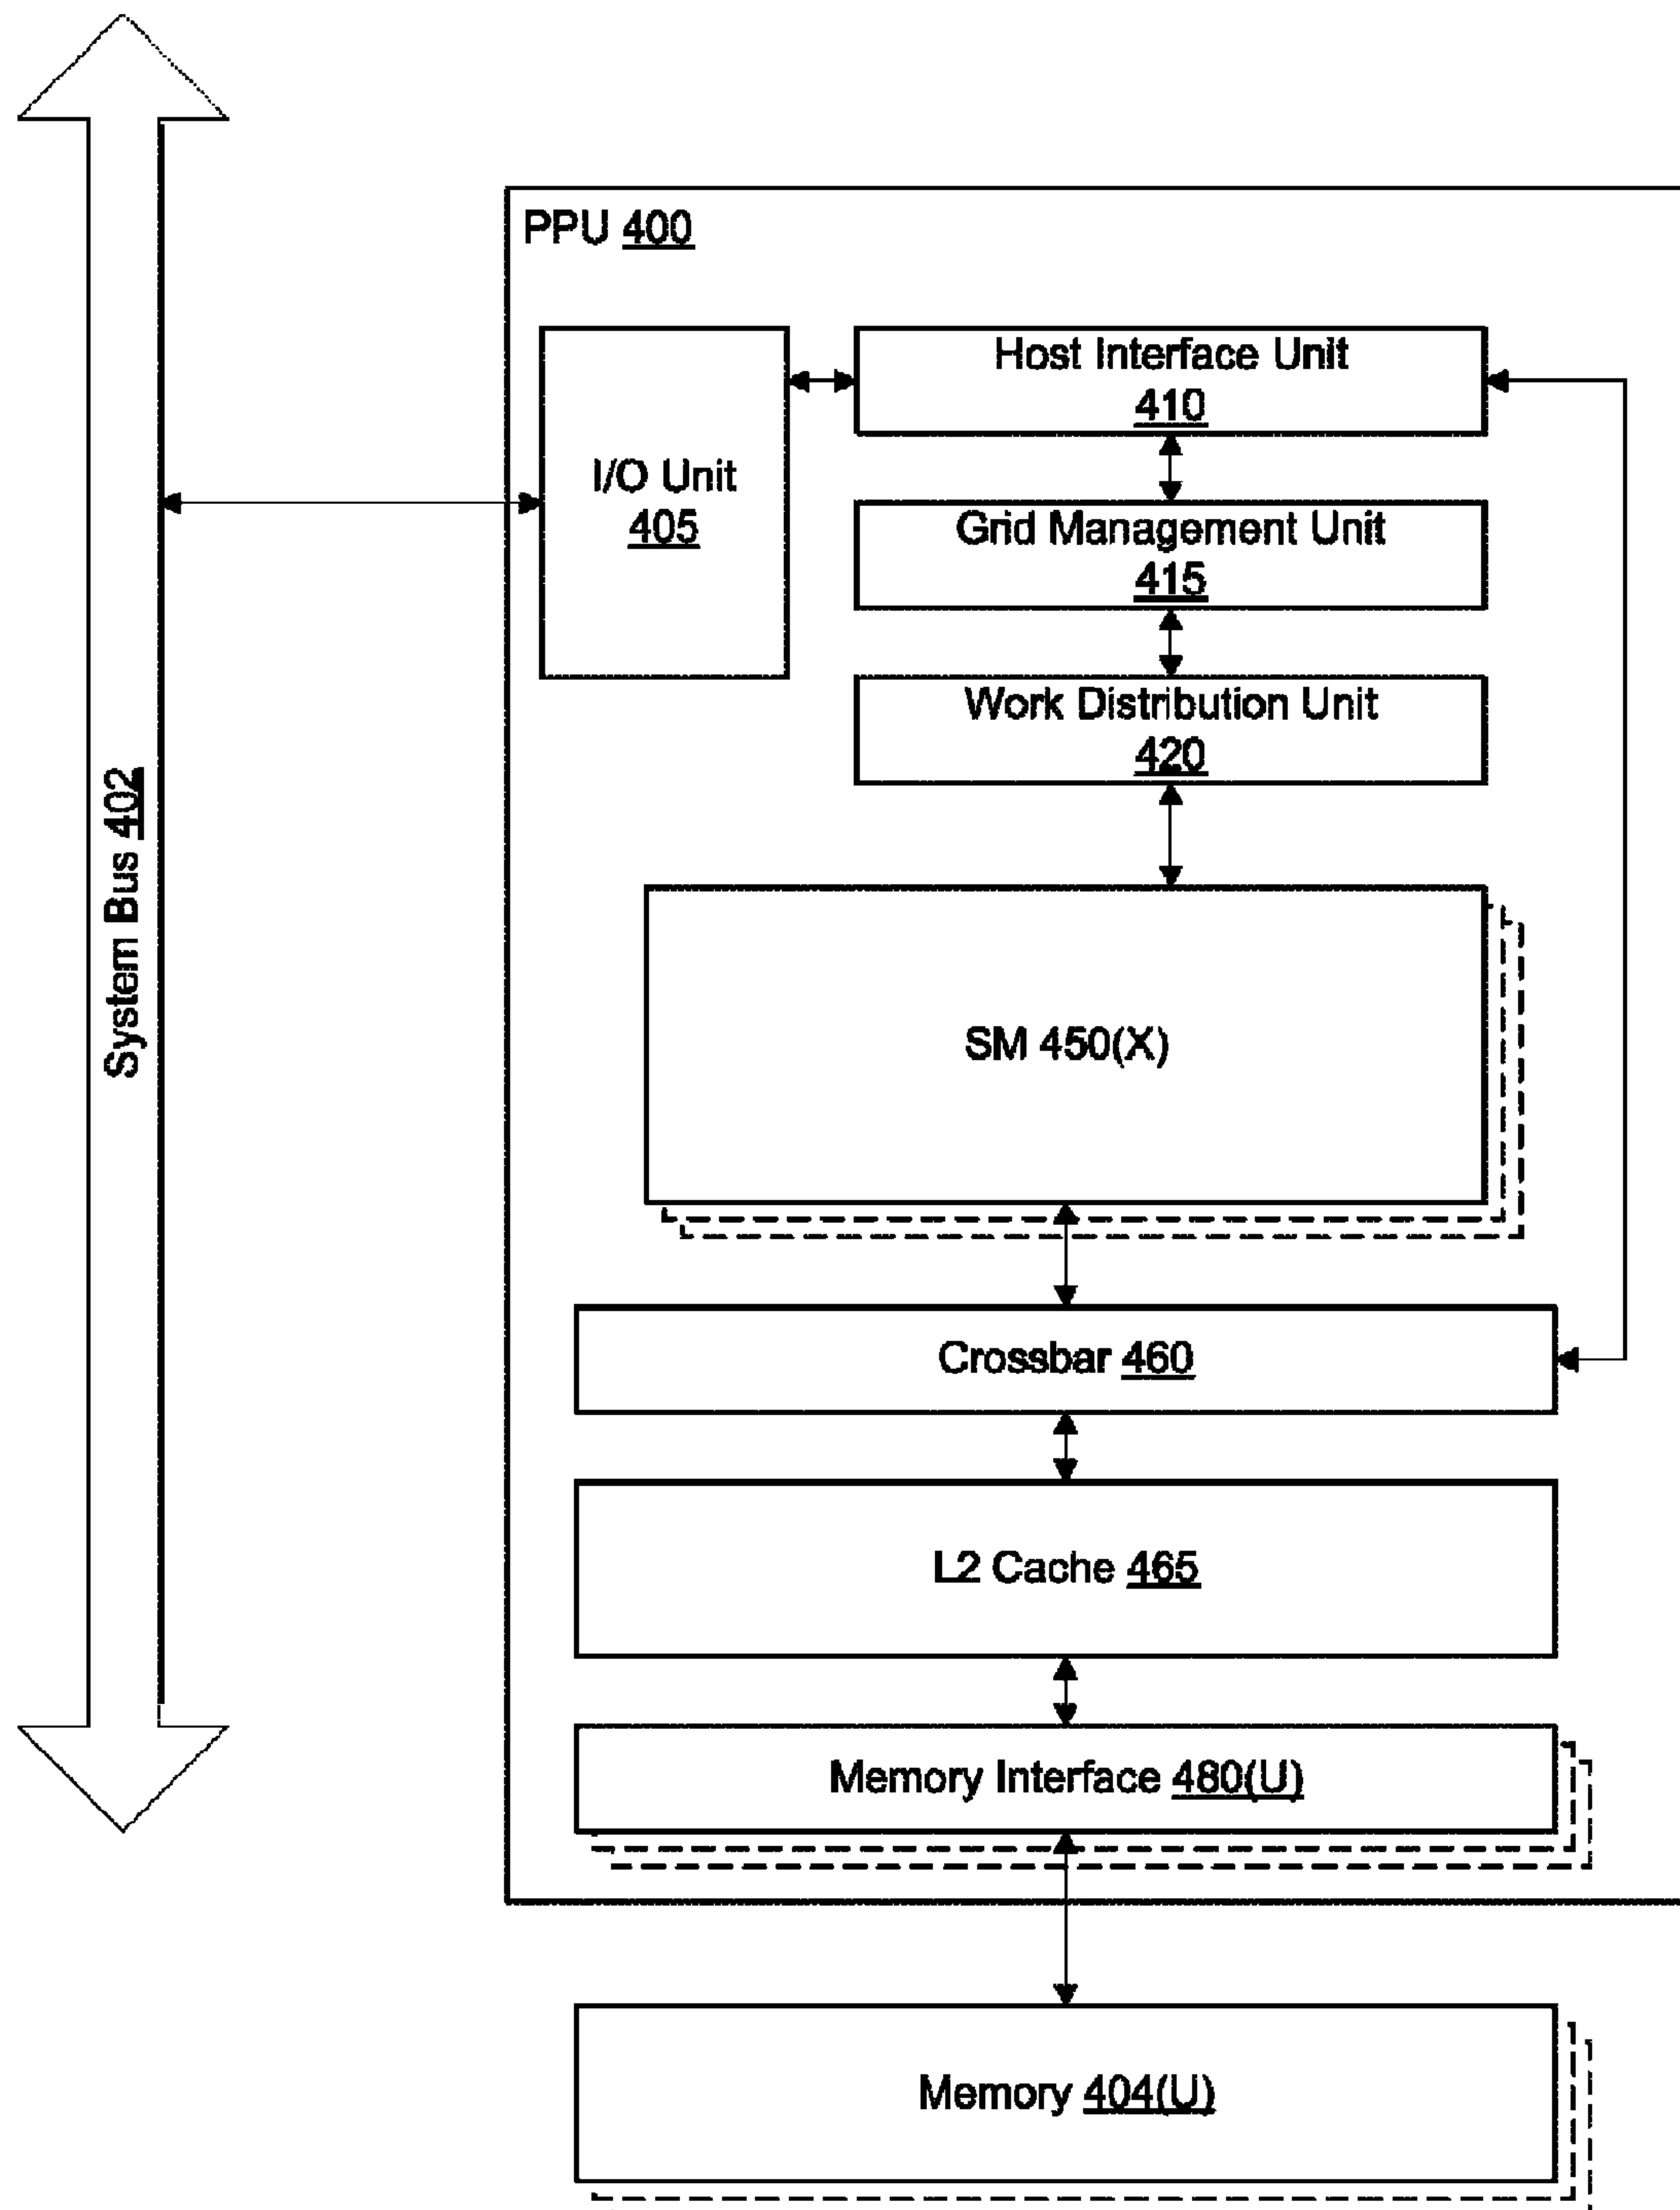 PPU 400
Host Interface Unit
410
I/O Unit
405
Grid Management Unit
415
Work Distribution Unit
420
System Bus 402
SM 450(X)
Crossbar 460
L2 Cache 465
Memory Interface 480(U)
Memory 404(U)